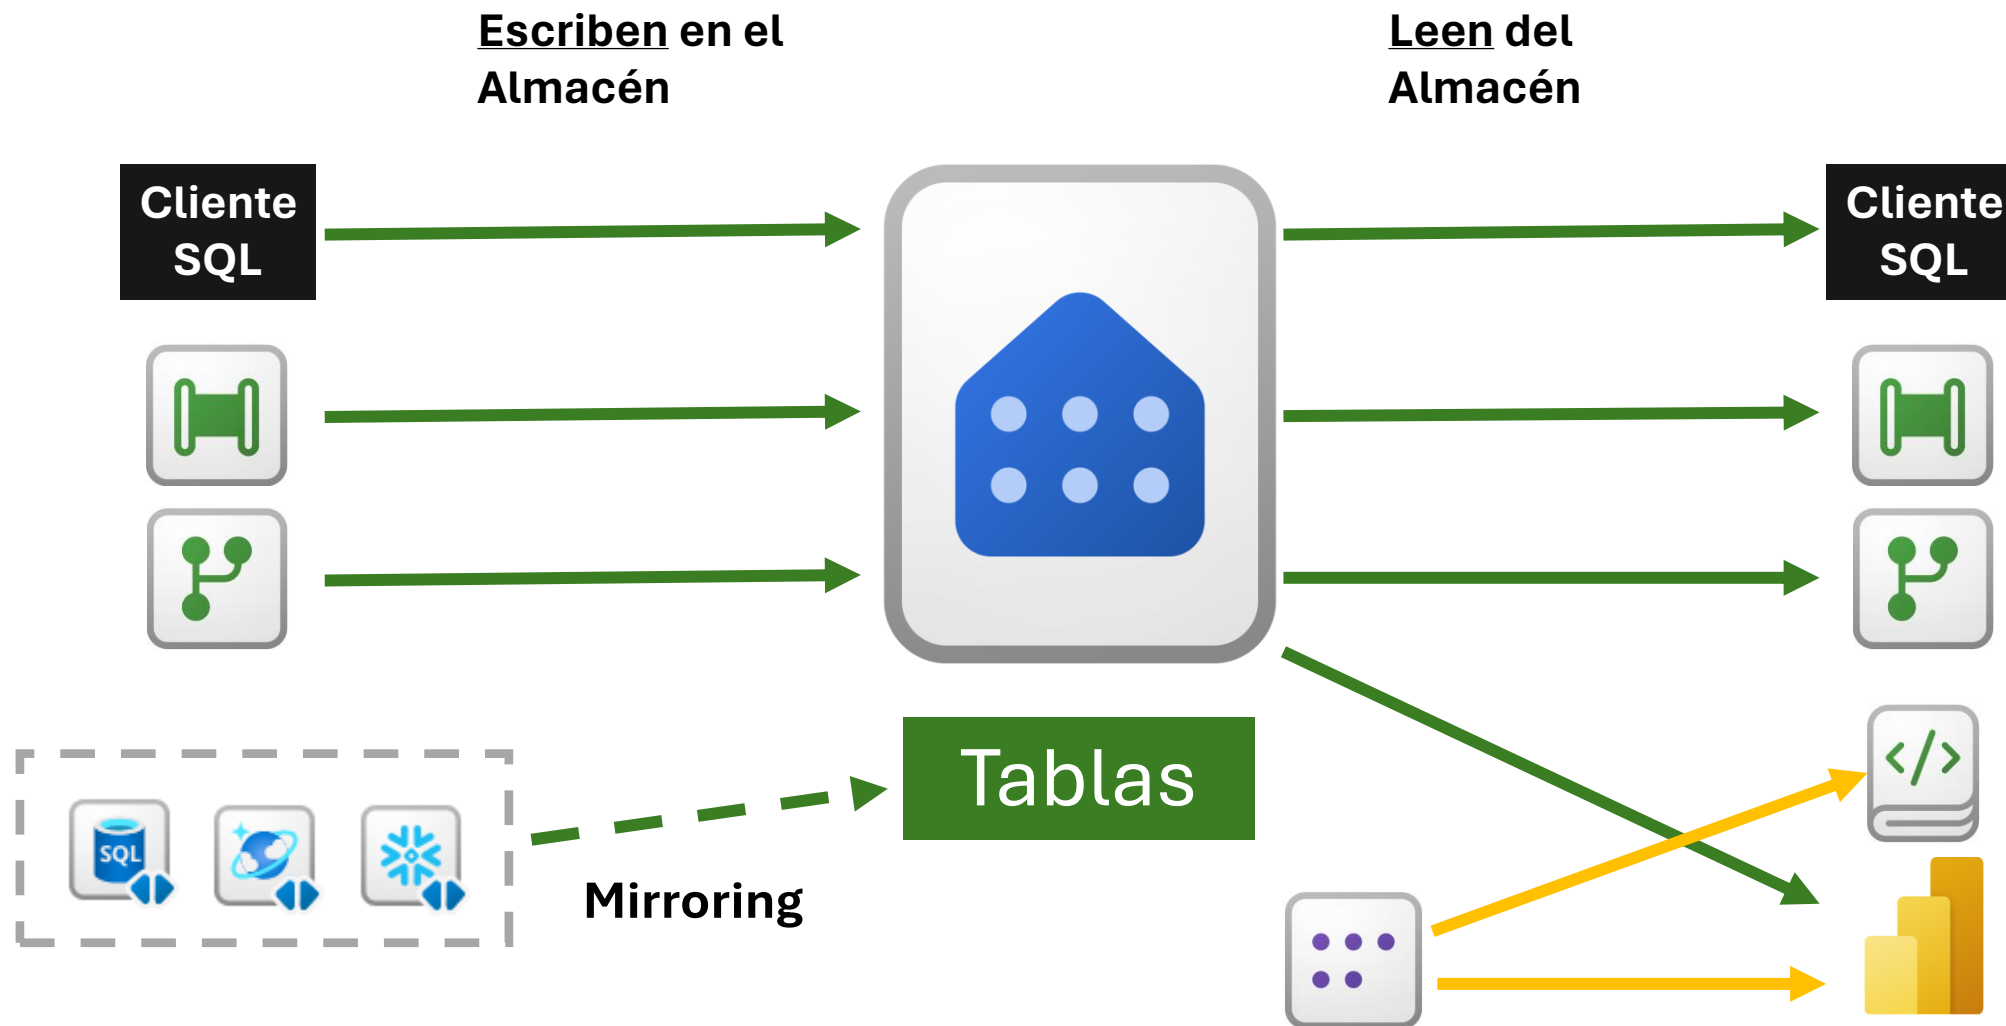 Escriben en el
Almacén
Leen del
Almacén
Cliente
SQL
Cliente
SQL
Tablas
SQL
Mirroring